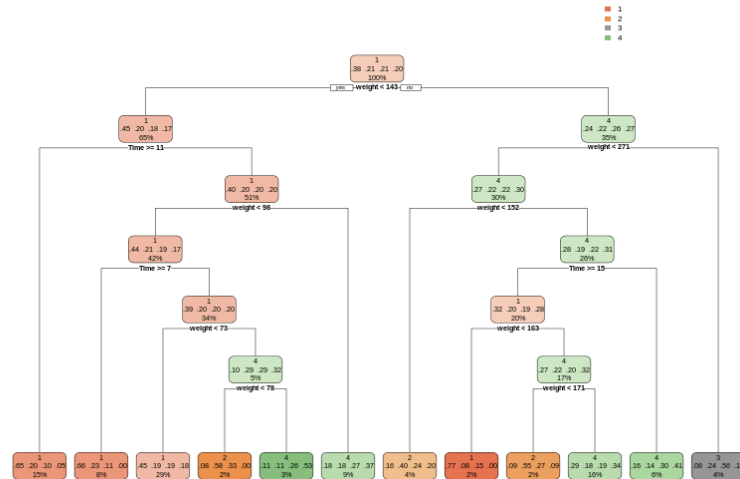 1
2
3
4
1
.38 .21 .21 .20
100%
yes weight < 143 no
1
.45 .20 .18 .17
65%
Time >= 11
4
.24 .22 .26 .27
35%
weight < 271
1
.40 .20 .20 .20
51%
weight < 98
4
.27 .22 .22 .30
30%
weight < 152
1
.44 .21 .19 .17
42%
Time >= 7
4
.28 .19 .22 .31
26%
Time >= 15
1
.39 .20 .20 .20
34%
weight < 73
1
.32 .20 .19 .28
20%
weight < 163
4
.10 .29 .29 .32
5%
weight < 78
4
.27 .22 .20 .32
17%
weight < 171
1
.65 .20 .10 .05
15%
1
.66 .23 .11 .00
8%
1
.45 .19 .19 .18
29%
2
.08 .58 .33 .00
2%
4
.11 .11 .26 .53
3%
4
.18 .18 .27 .37
9%
2
.16 .40 .24 .20
4%
1
.77 .08 .15 .00
2%
2
.09 .55 .27 .09
2%
4
.29 .18 .19 .34
16%
4
.16 .14 .30 .41
6%
3
.08 .24 .56
4%